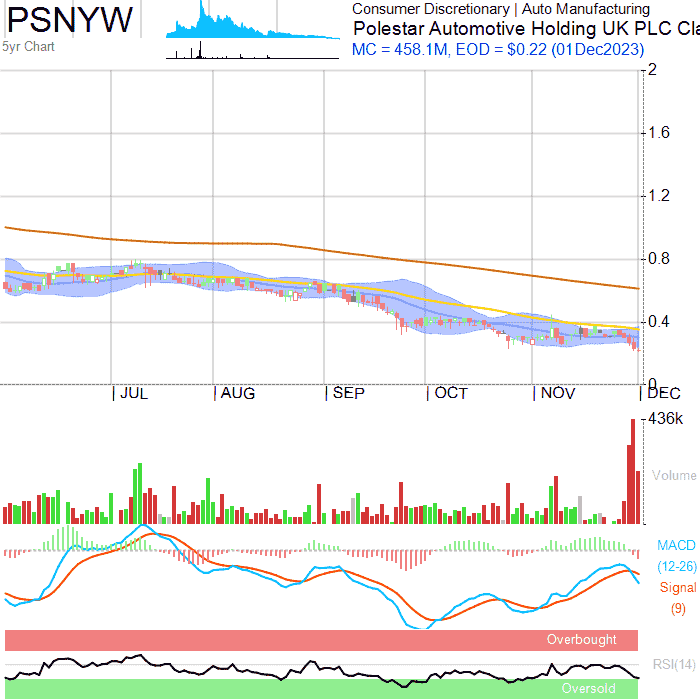 PSNYW
5yr Chart
Consumer Discretionary | Auto Manufacturing
Polestar Automotive Holding UK PLC Cla
MC = 458.1M, EOD = $0.22 (01Dec2023)
2
1.6
1.2
0.8
0.4
0
JUL AUG SEP OCT NOV DEC
436k
Volume
MACD
(12-26)
Signal
(9)
Overbought
RSI(14)
Oversold